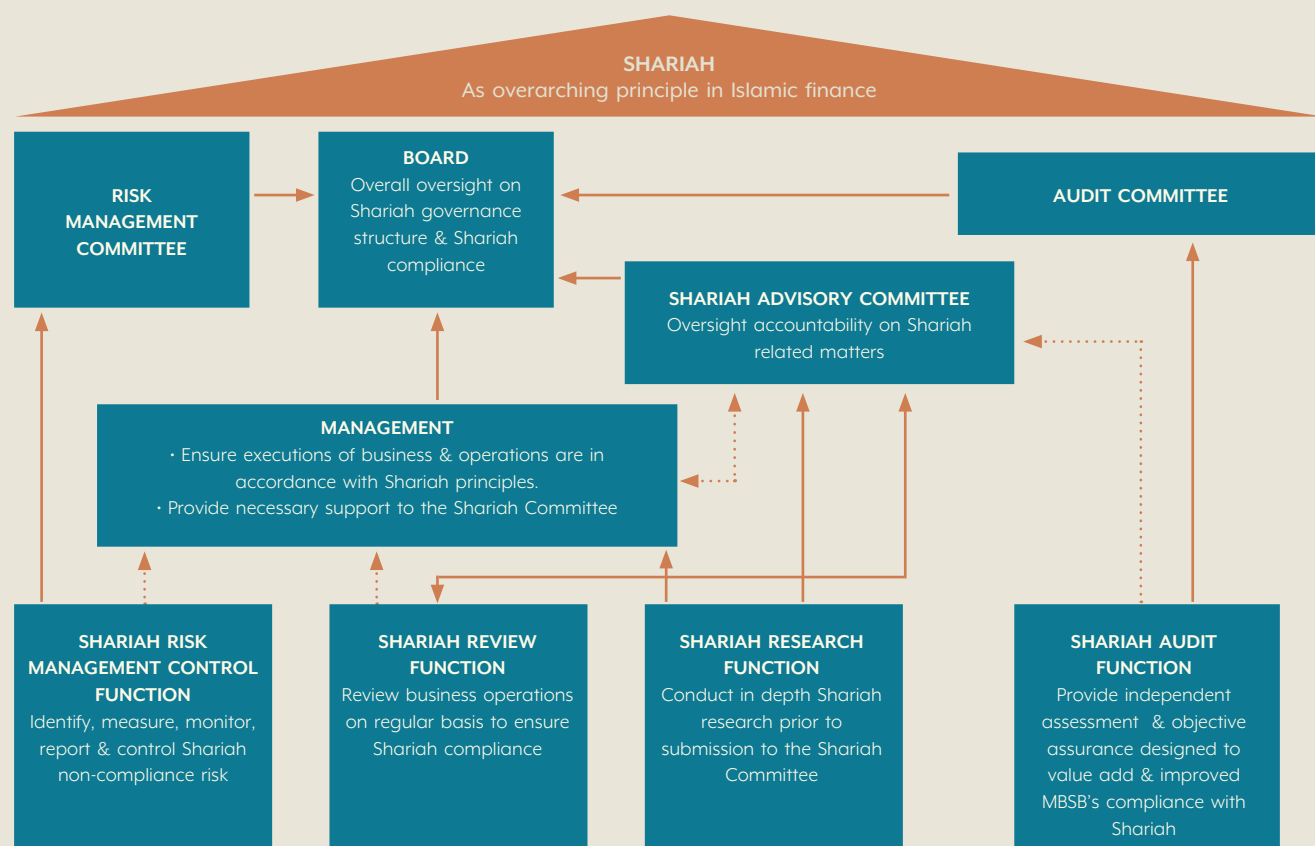 SHARIAH
As overarching principle in Islamic finance
RISK
MANAGEMENT
COMMITTEE
BOARD
Overall oversight on
Shariah governance
structure & Shariah
compliance
AUDIT COMMITTEE
SHARIAH ADVISORY COMMITTEE
Oversight accountability on Shariah
related matters
MANAGEMENT
· Ensure executions of business & operations are in
accordance with Shariah principles.
· Provide necessary support to the Shariah Committee
SHARIAH RISK
MANAGEMENT CONTROL
FUNCTION
Identify, measure, monitor,
report & control Shariah
non-compliance risk
SHARIAH REVIEW
FUNCTION
Review business operations
on regular basis to ensure
Shariah compliance
SHARIAH RESEARCH
FUNCTION
Conduct in depth Shariah
research prior to
submission to the Shariah
Committee
SHARIAH AUDIT
FUNCTION
Provide independent
assessment & objective
assurance designed to
value add & improved
MBSB's compliance with
Shariah